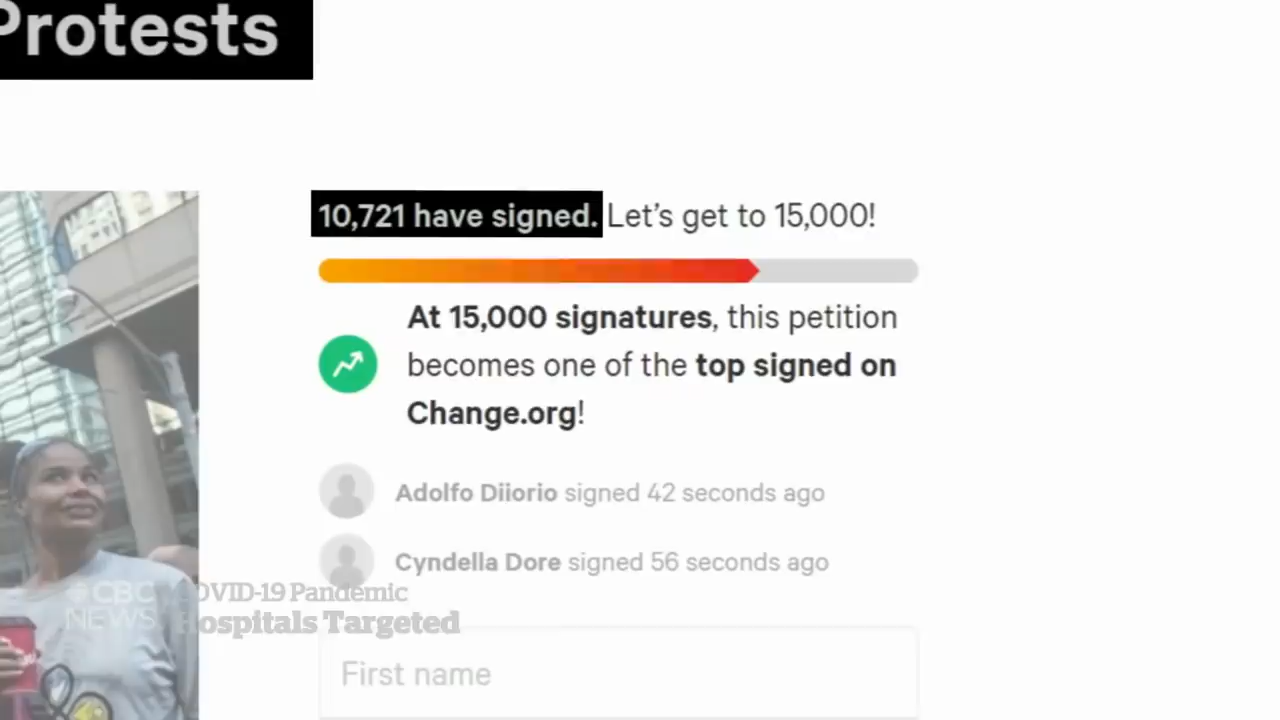 Protests
10,721 have signed. Let's get to 15,000!
At 15,000 signatures, this petition
becomes one of the top signed on
Change.org!
Adolfo Diiorio signed 42 seconds ago
Cyndella Dore signed 56 seconds ago
CBC
NEWS
COVID-19 Pandemic
Hospitals Targeted
First name